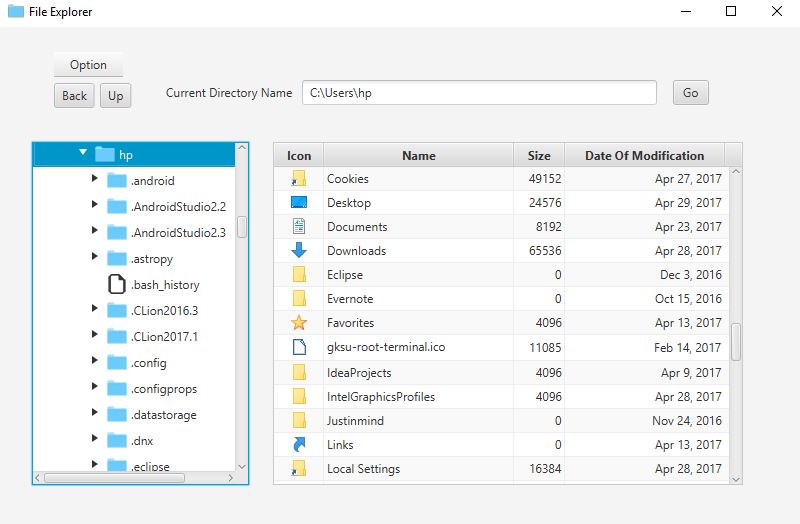 File Explorer
Option
Back Up Current Directory Name C:\Users\hp Go
hp
.android
.AndroidStudio2.2
.AndroidStudio2.3
.astropy
.bash_history
.CLion2016.3
.CLion2017.1
.config
.configprops
.datastorage
.dnx
.eclipse
Icon Name Size Date Of Modification
Cookies 49152 Apr 27, 2017
Desktop 24576 Apr 29, 2017
Documents 8192 Apr 23, 2017
Downloads 65536 Apr 28, 2017
Eclipse 0 Dec 3, 2016
Evernote 0 Oct 15, 2016
Favorites 4096 Apr 13, 2017
gksu-root-terminal.ico 11085 Feb 14, 2017
IdeaProjects 4096 Apr 9, 2017
IntelGraphicsProfiles 4096 Apr 28, 2017
Justinmind 0 Nov 24, 2016
Links 0 Apr 13, 2017
Local Settings 16384 Apr 28, 2017